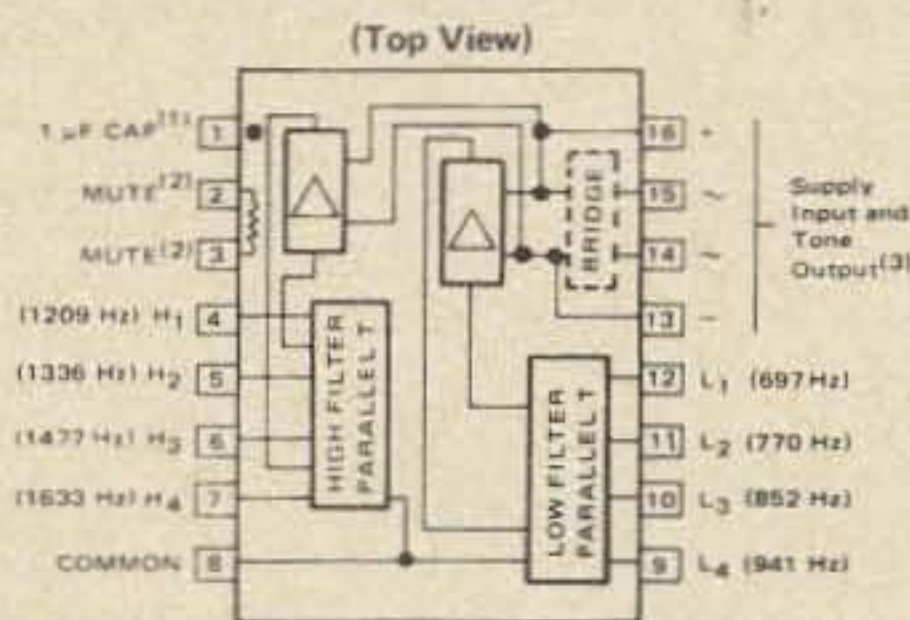 (Top View)
1 μF CAP(1) 1
MUTE(2) 2
MUTE(2) 3
(1209 Hz) H1 4
(1336 Hz) H2 5
(1477 Hz) H3 6
(1633 Hz) H4 7
COMMON 8
HIGH FILTER
PARALLEL T
BRIDGE
LOW FILTER
PARALLEL T
16 +
15 ~
14 ~
13 −
Supply
Input and
Tone
Output(3)
12 L1 (697 Hz)
11 L2 (770 Hz)
10 L3 (852 Hz)
9 L4 (941 Hz)